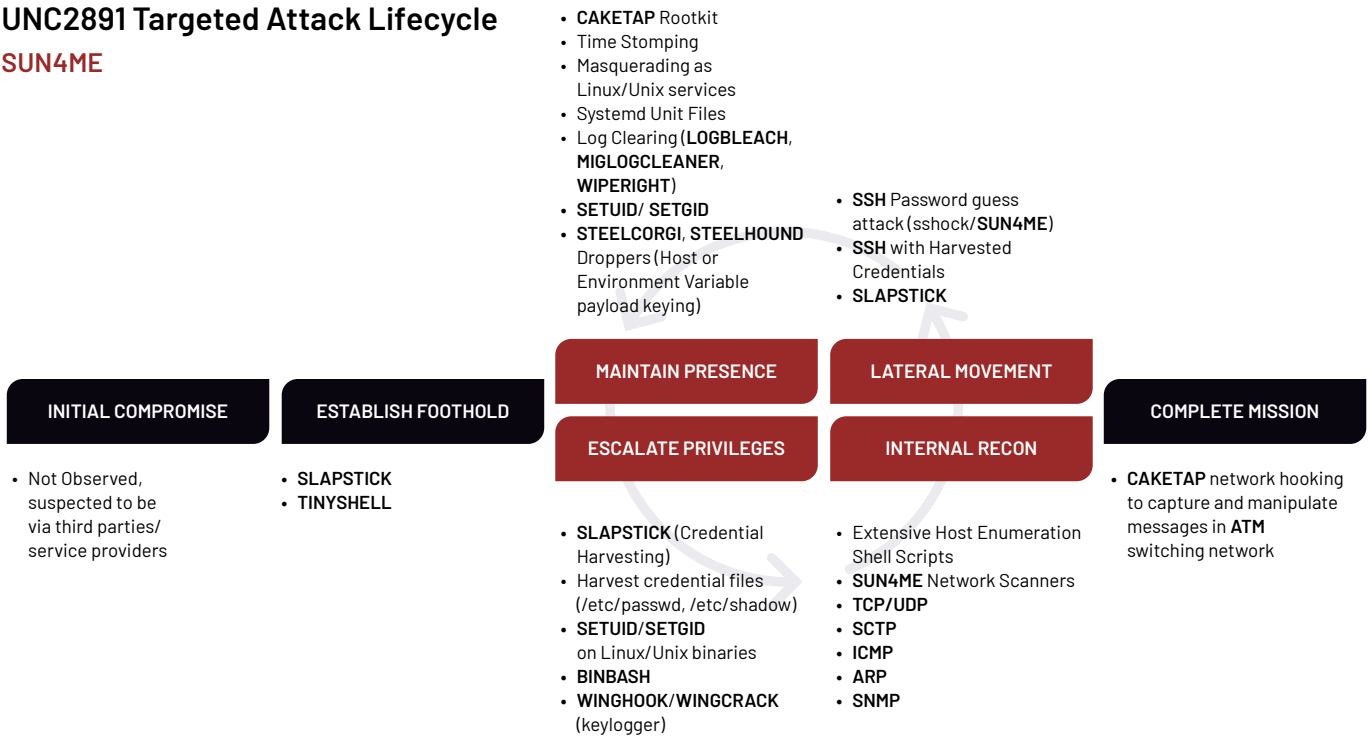 UNC2891 Targeted Attack Lifecycle
SUN4ME
• CAKETAP Rootkit
• Time Stomping
• Masquerading as
Linux/Unix services
• Systemd Unit Files
• Log Clearing (LOGBLEACH,
MIGLOGCLEANER,
WIPERIGHT)
• SETUID/ SETGID
• STEELCORGI, STEELHOUND
Droppers (Host or
Environment Variable
payload keying)
• SSH Password guess
attack (sshock/SUN4ME)
• SSH with Harvested
Credentials
• SLAPSTICK
MAINTAIN PRESENCE
LATERAL MOVEMENT
INITIAL COMPROMISE
ESTABLISH FOOTHOLD
COMPLETE MISSION
ESCALATE PRIVILEGES
INTERNAL RECON
• Not Observed,
suspected to be
via third parties/
service providers
• SLAPSTICK
• TINYSHELL
• SLAPSTICK (Credential
Harvesting)
• Harvest credential files
(/etc/passwd, /etc/shadow)
• SETUID/SETGID
on Linux/Unix binaries
• BINBASH
• WINGHOOK/WINGCRACK
(keylogger)
• Extensive Host Enumeration
Shell Scripts
• SUN4ME Network Scanners
• TCP/UDP
• SCTP
• ICMP
• ARP
• SNMP
• CAKETAP network hooking
to capture and manipulate
messages in ATM
switching network